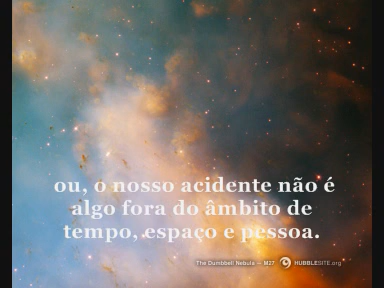 ou, o nosso acidente não é
algo fora do âmbito de
tempo, espaço e pessoa.
The Dumbbell Nebula — M27 HUBBLESITE.org